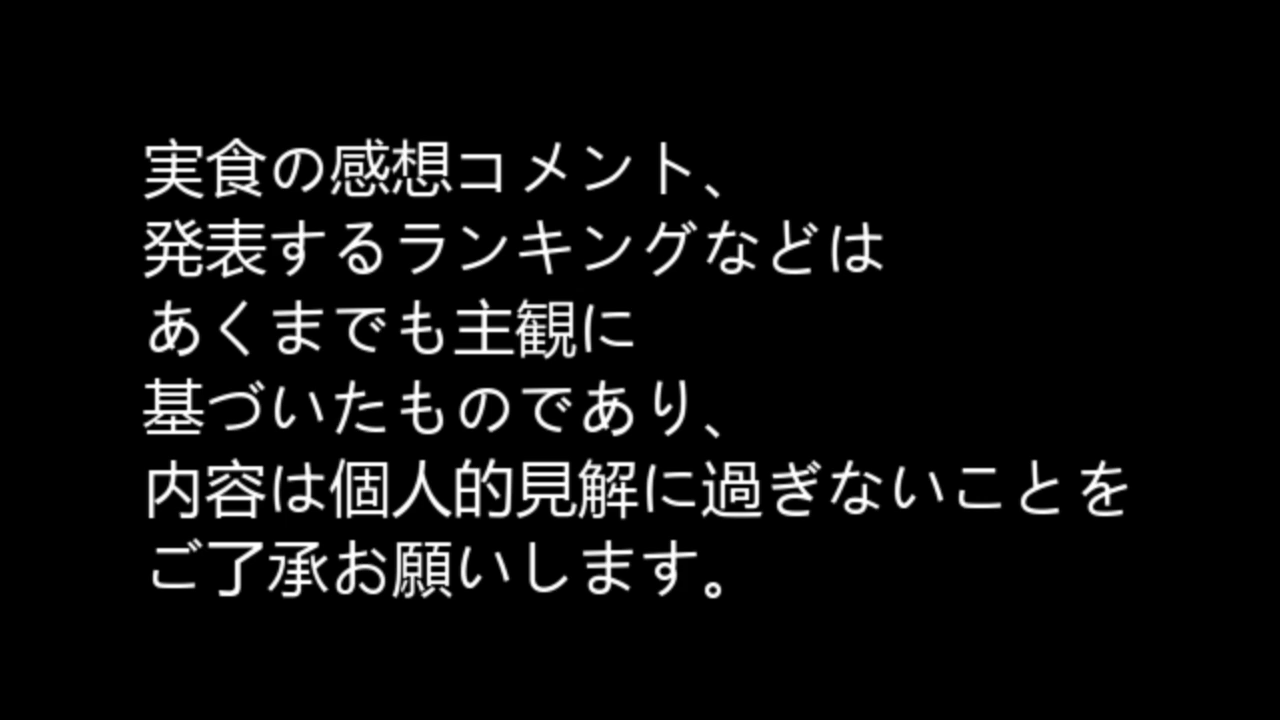 実食の感想コメント、
発表するランキングなどは
あくまでも主観に
基づいたものであり、
内容は個人的見解に過ぎないことを
ご了承お願いします。